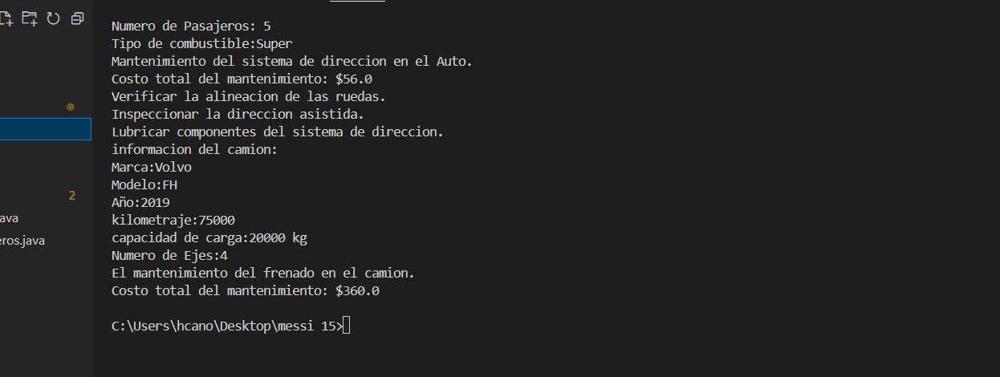 Numero de Pasajeros: 5
Tipo de combustible:Super
Mantenimiento del sistema de direccion en el Auto.
Costo total del mantenimiento: $56.0
Verificar la alineacion de las ruedas.
Inspeccionar la direccion asistida.
Lubricar componentes del sistema de direccion.
informacion del camion:
Marca:Volvo
Modelo:FH
2
Año:2019
ava
kilometraje:75000
eros.java
capacidad de carga:20000 kg
Numero de Ejes:4
El mantenimiento del frenado en el camion.
Costo total del mantenimiento: $360.0
C:\Users\hcano\Desktop\messi 15>